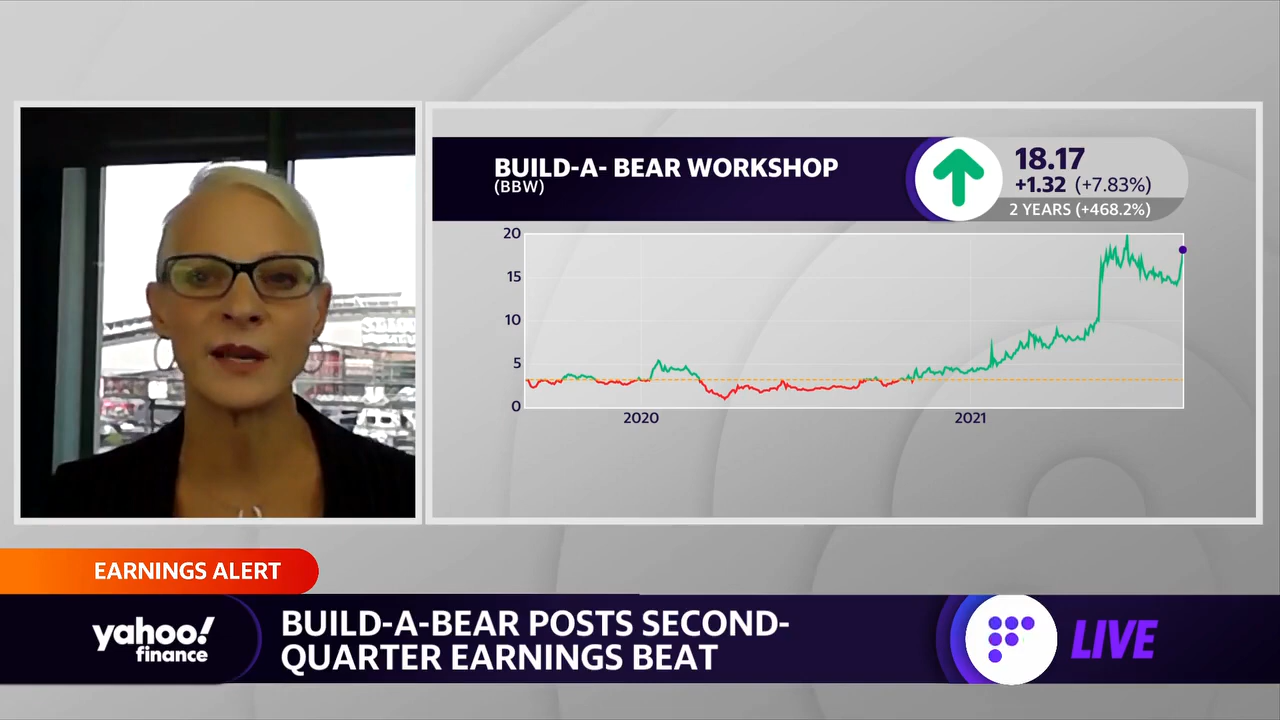 BUILD-A- BEAR WORKSHOP
(BBW)
18.17
+1.32 (+7.83%)
2 YEARS (+468.2%)
20
15
10
5
0
2020
2021
EARNINGS ALERT
yahoo!
finance
BUILD-A-BEAR POSTS SECOND-
QUARTER EARNINGS BEAT
LIVE